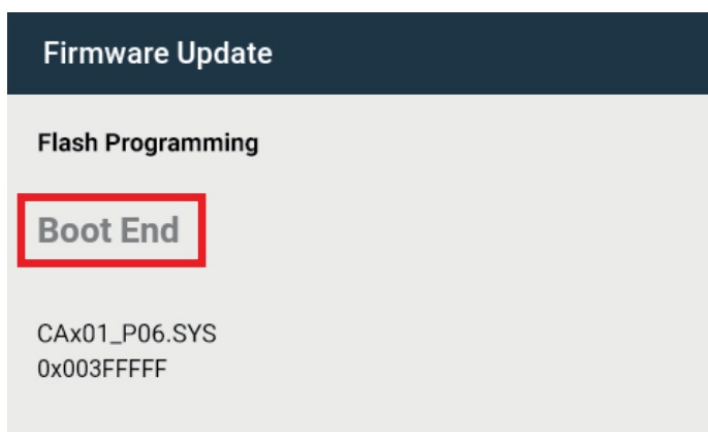 Firmware Update
Flash Programming
Boot End
CAx01_P06.SYS
0x003FFFFF